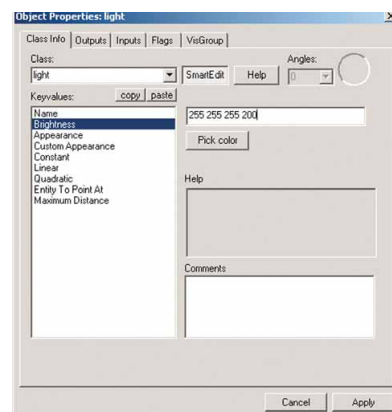 Object Properties: light
Class Info Outputs Inputs Flags VisGroup
Class:
light
SmartEdit Help
Angles:
0
Keyvalues: copy paste
Name
Brightness
Appearance
Custom Appearance
Constant
Linear
Quadratic
Entity To Point At
Maximum Distance
255 255 255 200
Pick color
Help
Comments
Cancel Apply